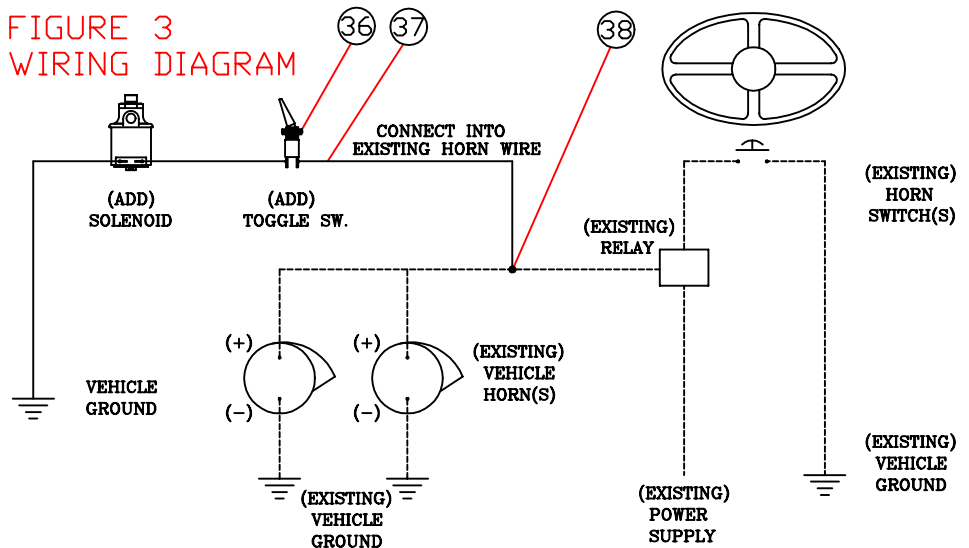 FIGURE 3
WIRING DIAGRAM
36
37
38
CONNECT INTO
EXISTING HORN WIRE
(ADD)
SOLENOID
(ADD)
TOGGLE SW.
(EXISTING)
HORN
SWITCH(S)
(EXISTING)
RELAY
(+)
(+)
(EXISTING)
VEHICLE
HORN(S)
VEHICLE
GROUND
(-)
(-)
(EXISTING)
VEHICLE
GROUND
(EXISTING)
POWER
SUPPLY
(EXISTING)
VEHICLE
GROUND